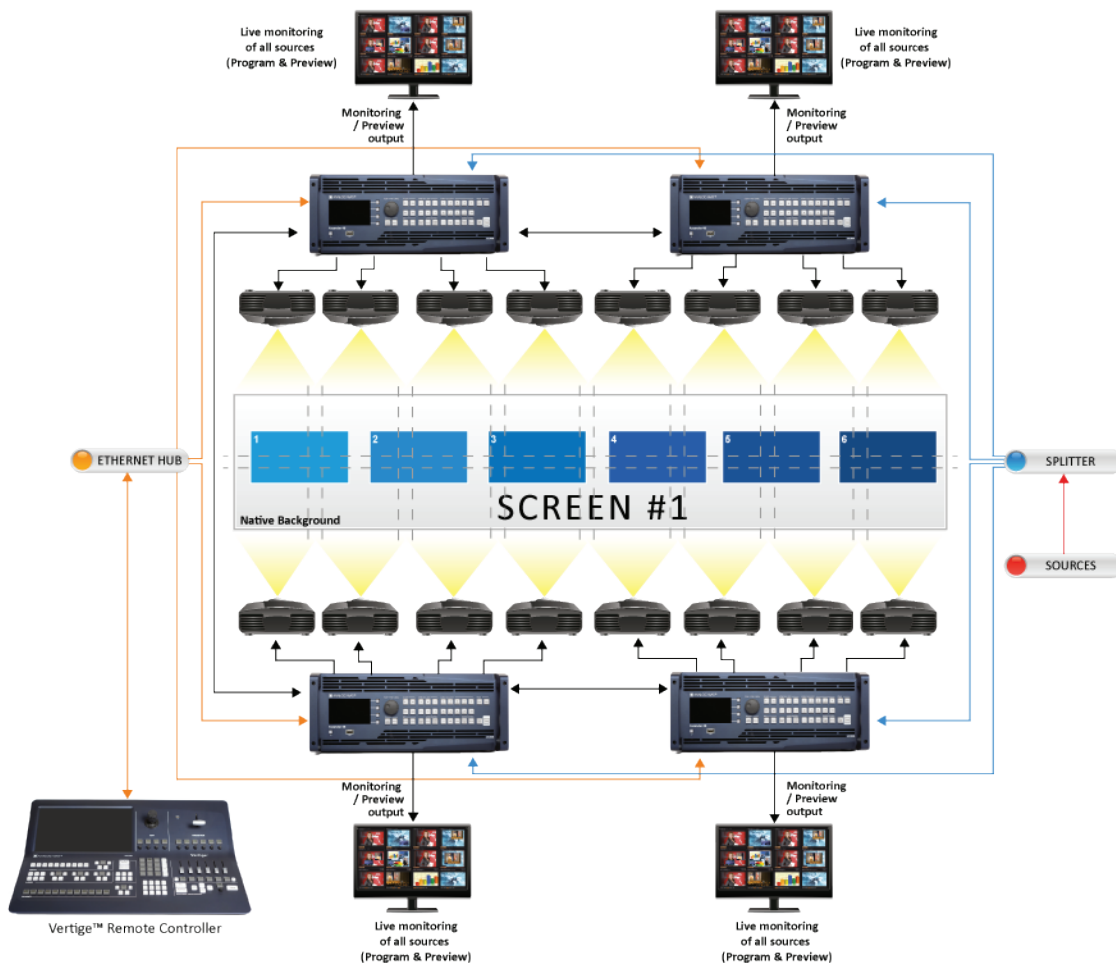 Live monitoring
of all sources
(Program & Preview)
Live monitoring
of all sources
(Program & Preview)
Monitoring
/ Preview
output
Monitoring
/ Preview
output
1
2
3
4
5
6
ETHERNET HUB
SPLITTER
SCREEN #1
Native Background
SOURCES
Monitoring
/ Preview
output
Monitoring
/ Preview
output
Vertige™ Remote Controller
Live monitoring
of all sources
(Program & Preview)
Live monitoring
of all sources
(Program & Preview)